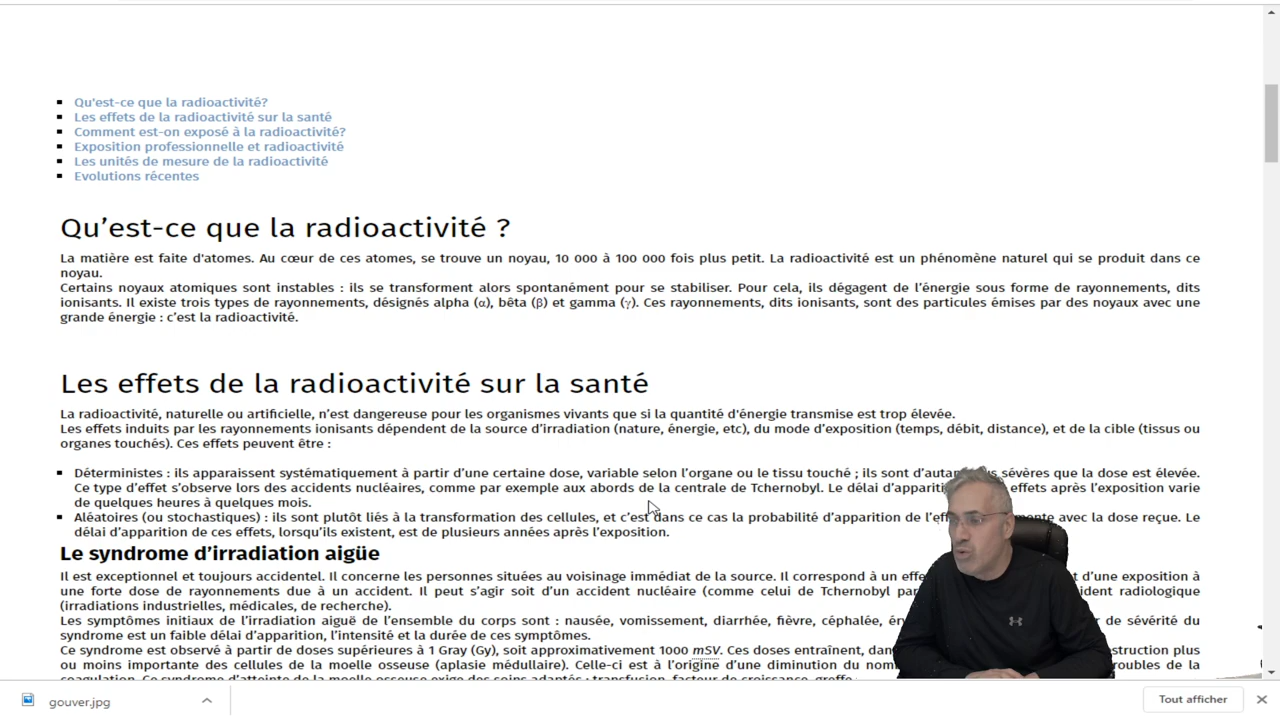 Qu'est-ce que la radioactivité?
Les effets de la radioactivité sur la santé
Comment est-on exposé à la radioactivité?
Exposition professionnelle et radioactivité
Les unités de mesure de la radioactivité
Evolutions récentes
Qu’est-ce que la radioactivité ?
La matière est faite d'atomes. Au cœur de ces atomes, se trouve un noyau, 10 000 à 100 000 fois plus petit. La radioactivité est un phénomène naturel qui se produit dans ce
noyau.
Certains noyaux atomiques sont instables : ils se transforment alors spontanément pour se stabiliser. Pour cela, ils dégagent de l’énergie sous forme de rayonnements, dits
ionisants. Il existe trois types de rayonnements, désignés alpha (α), bêta (β) et gamma (γ). Ces rayonnements, dits ionisants, sont des particules émises par des noyaux avec une
grande énergie : c’est la radioactivité.
Les effets de la radioactivité sur la santé
La radioactivité, naturelle ou artificielle, n’est dangereuse pour les organismes vivants que si la quantité d'énergie transmise est trop élevée.
Les effets induits par les rayonnements ionisants dépendent de la source d’irradiation (nature, énergie, etc), du mode d’exposition (temps, débit, distance), et de la cible (tissus ou
organes touchés). Ces effets peuvent être :
Déterministes : ils apparaissent systématiquement à partir d’une certaine dose, variable selon l’organe ou le tissu touché ; ils sont sévères que la dose est élevée.
Ce type d’effet s’observe lors des accidents nucléaires, comme par exemple aux abords de la centrale de Tchernobyl. Le délai effets après l’exposition varie
de quelques heures à quelques mois.
Aléatoires (ou stochastiques) : ils sont plutôt liés à la transformation des cellules, et c’est dans ce cas la probabilité d’apparition de avec la dose reçue. Le
délai d’apparition de ces effets, lorsqu’ils existent, est de plusieurs années après l’exposition.
Le syndrome d’irradiation aigüe
Il est exceptionnel et toujours accidentel. Il concerne les personnes situées au voisinage immédiat de la source. Il correspond à un d’une exposition à
une forte dose de rayonnements due à un accident. Il peut s’agir soit d’un accident nucléaire (comme celui de Tchernobyl radiologique
(irradiations industrielles, médicales, de recherche).
Les symptômes initiaux de l’irradiation aiguë de l’ensemble du corps sont : nausée, vomissement, diarrhée, fièvre, céphalée, de sévérité du
syndrome est un faible délai d’apparition, l’intensité et la durée de ces symptômes.
Ce syndrome est observé à partir de doses supérieures à 1 Gray (Gy), soit approximativement 1000 mSV. Ces doses entraînent, plus
ou moins importante des cellules de la moelle osseuse (aplasie médullaire). Celle-ci est à l’origine d’une diminution du de la
coagulation. Ce syndrome d’atteinte de la moelle osseuse exige des soins adaptés : transfusion, facteur de croissance, greffe
gouver.jpg
Tout afficher